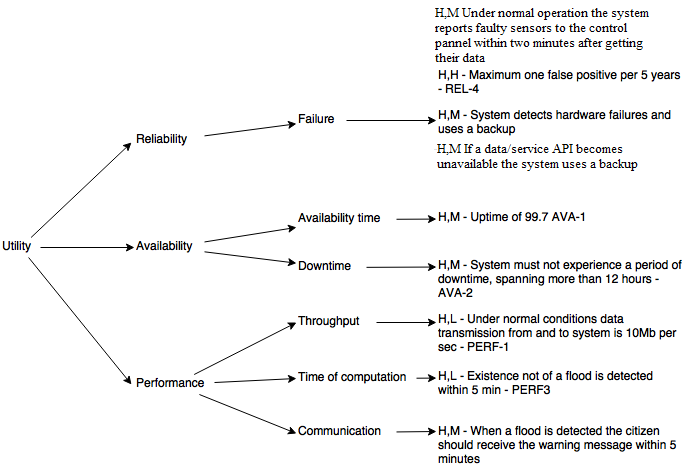 H,M Under normal operation the system
reports faulty sensors to the control
pannel within two minutes after getting
their data
H,H - Maximum one false positive per 5 years
- REL-4
Failure
H,M - System detects hardware failures and
uses a backup
Reliability
H,M If a data/service API becomes
unavailable the system uses a backup
Availability time
H,M - Uptime of 99.7 AVA-1
Utility
Availability
Downtime
H,M - System must not experience a period of
downtime, spanning more than 12 hours -
AVA-2
Throughput
H,L - Under normal conditions data
transmission from and to system is 10Mb per
sec - PERF-1
Performance
Time of computation
H,L - Existence not of a flood is detected
within 5 min - PERF3
Communication
H,M - When a flood is detected the citizen
should receive the warning message within 5
minutes